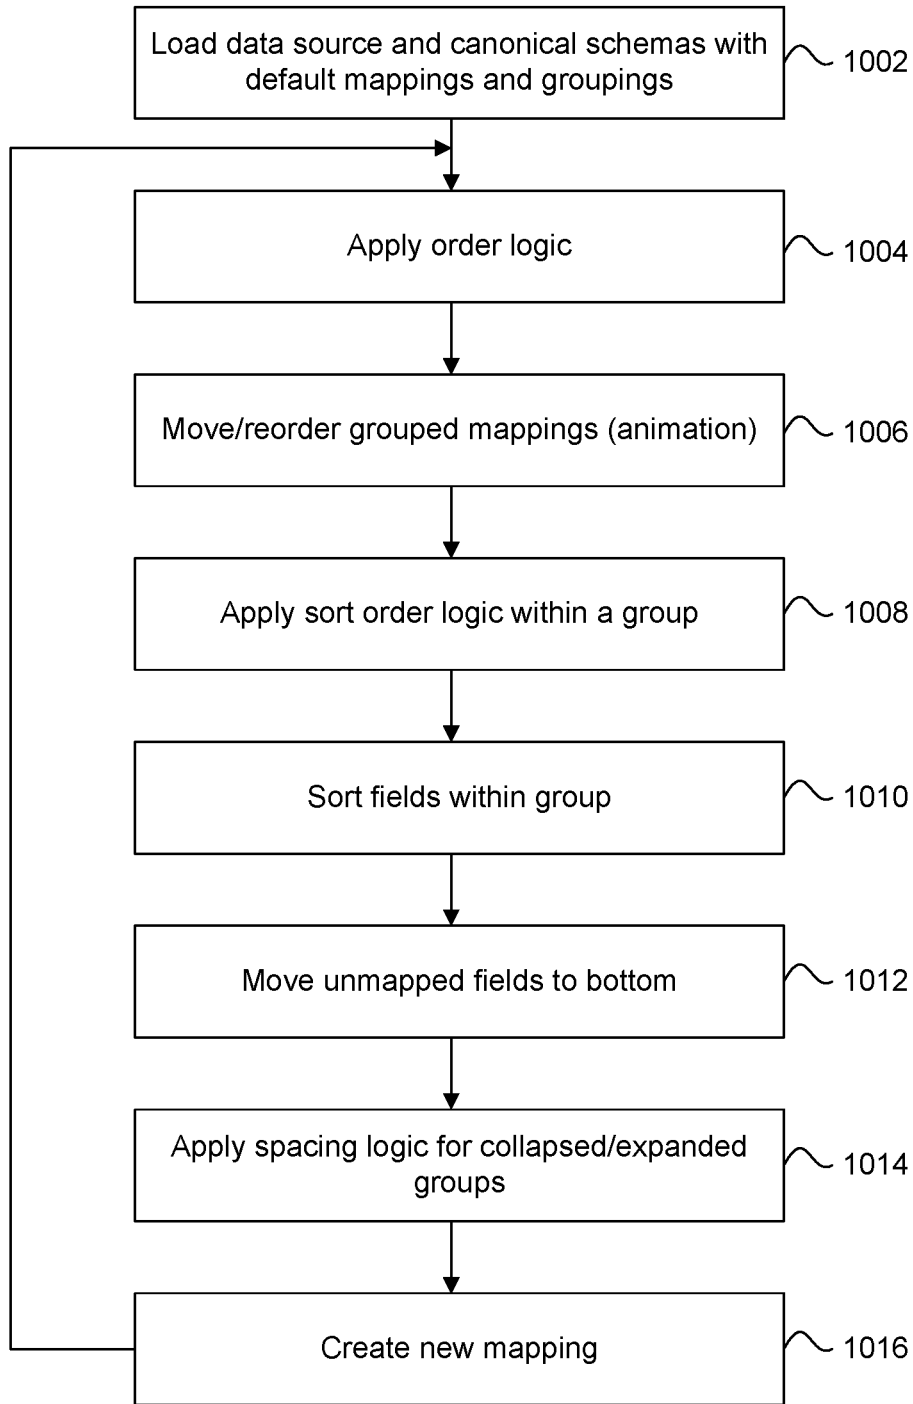 Load data source and canonical schemas with
default mappings and groupings
1002
Apply order logic
1004
Move/reorder grouped mappings (animation)
1006
Apply sort order logic within a group
1008
Sort fields within group
1010
Move unmapped fields to bottom
1012
Apply spacing logic for collapsed/expanded
groups
1014
Create new mapping
1016